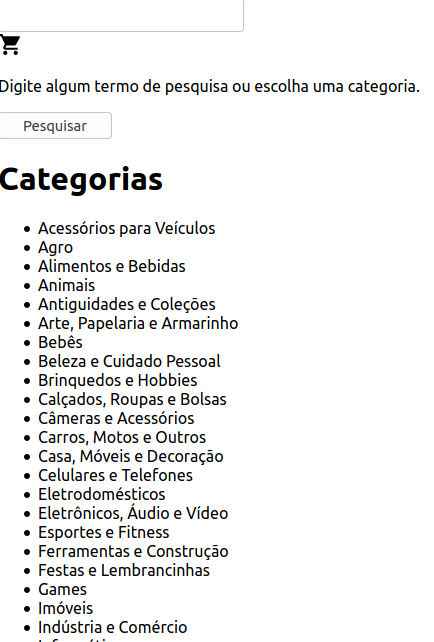 Digite algum termo de pesquisa ou escolha uma categoria.
Pesquisar
Categorias
Acessórios para Veículos
Agro
Alimentos e Bebidas
Animais
Antiguidades e Coleções
Arte, Papelaria e Armarinho
Bebês
Beleza e Cuidado Pessoal
Brinquedos e Hobbies
Calçados, Roupas e Bolsas
Câmeras e Acessórios
Carros, Motos e Outros
Casa, Móveis e Decoração
Celulares e Telefones
Eletrodomésticos
Eletrônicos, Áudio e Vídeo
Esportes e Fitness
Ferramentas e Construção
Festas e Lembrancinhas
Games
Imóveis
Indústria e Comércio